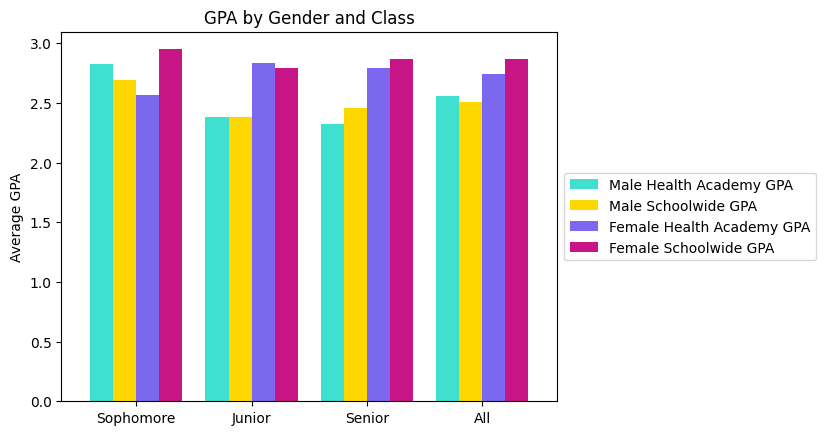 GPA by Gender and Class
Average GPA
3.0
2.5
2.0
1.5
1.0
0.5
0.0
Sophomore
Junior
Senior
All
Male Health Academy GPA
Male Schoolwide GPA
Female Health Academy GPA
Female Schoolwide GPA